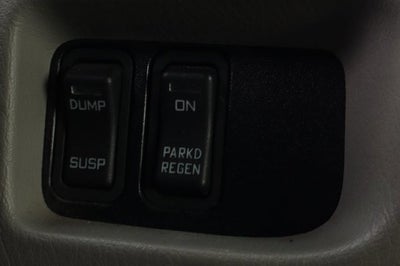 DUMP
SUSP
ON
PARKD
REGEN